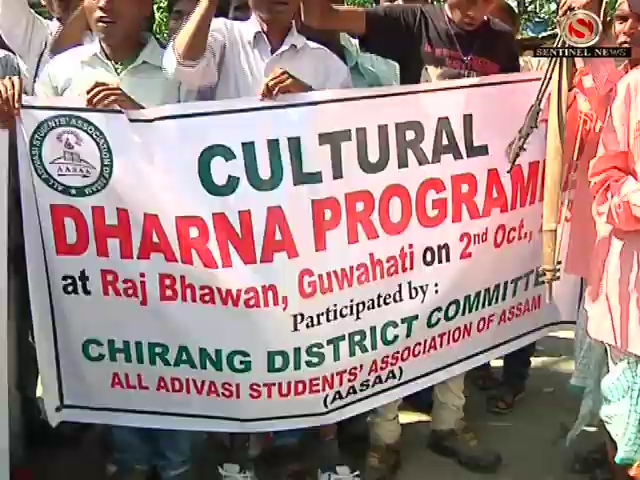 SENTINEL NEWS
ALL ADIVASI STUDENTS' ASSOCIATION OF ASSAM
AASAA
CULTURAL
DHARNA PROGRAM
at Raj Bhawan, Guwahati on 2nd Oct.,
Participated by :
CHIRANG DISTRICT COMMITTE
ALL ADIVASI STUDENTS' ASSOCIATION OF ASSAM
(AASAA)